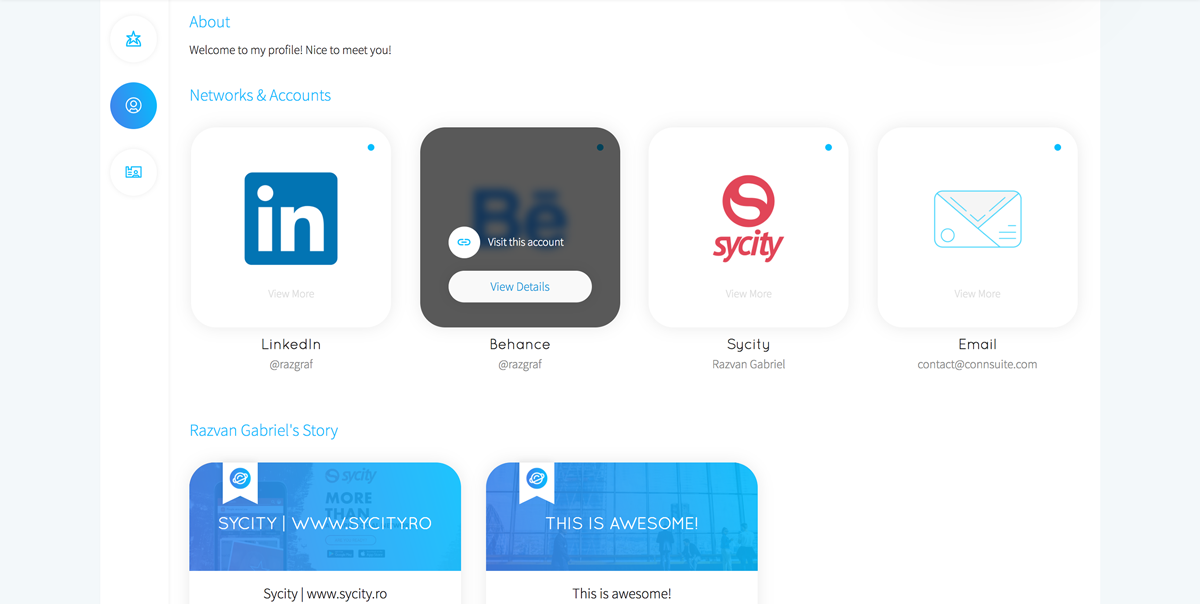 About
Welcome to my profile! Nice to meet you!
Networks & Accounts
in
Bē
sycity
Visit this account
View Details
View More
View More
View More
LinkedIn
Behance
Sycity
Email
@razgraf
@razgraf
Razvan Gabriel
contact@connsuite.com
Razvan Gabriel's Story
sycity
MORE
THAN
SYCITY | WWW.SYCITY.RO
THIS IS AWESOME!
Sycity | www.sycity.ro
This is awesome!